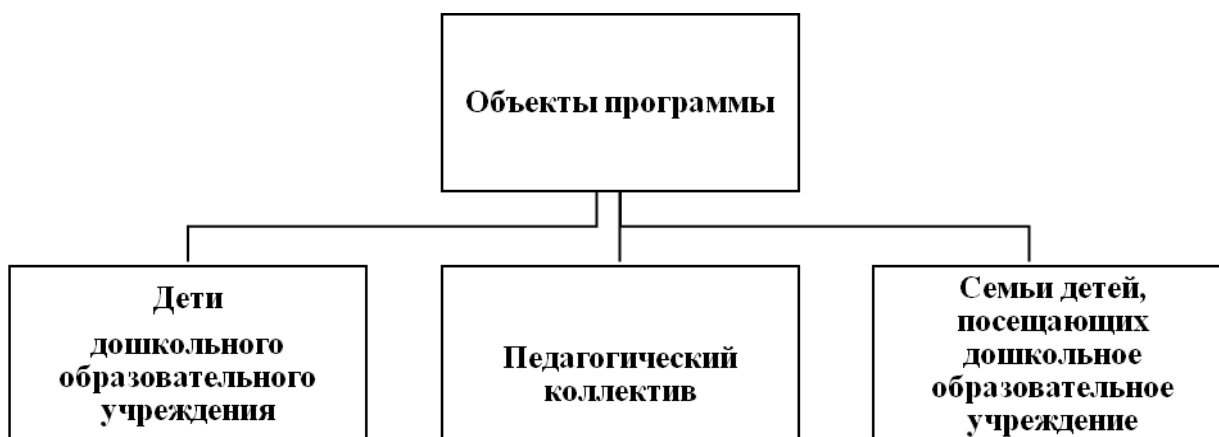 Объекты программы
Дети
дошкольного
образовательного
учреждения
Педагогический
коллектив
Семьи детей,
посещающих
дошкольное
образовательное
учреждение